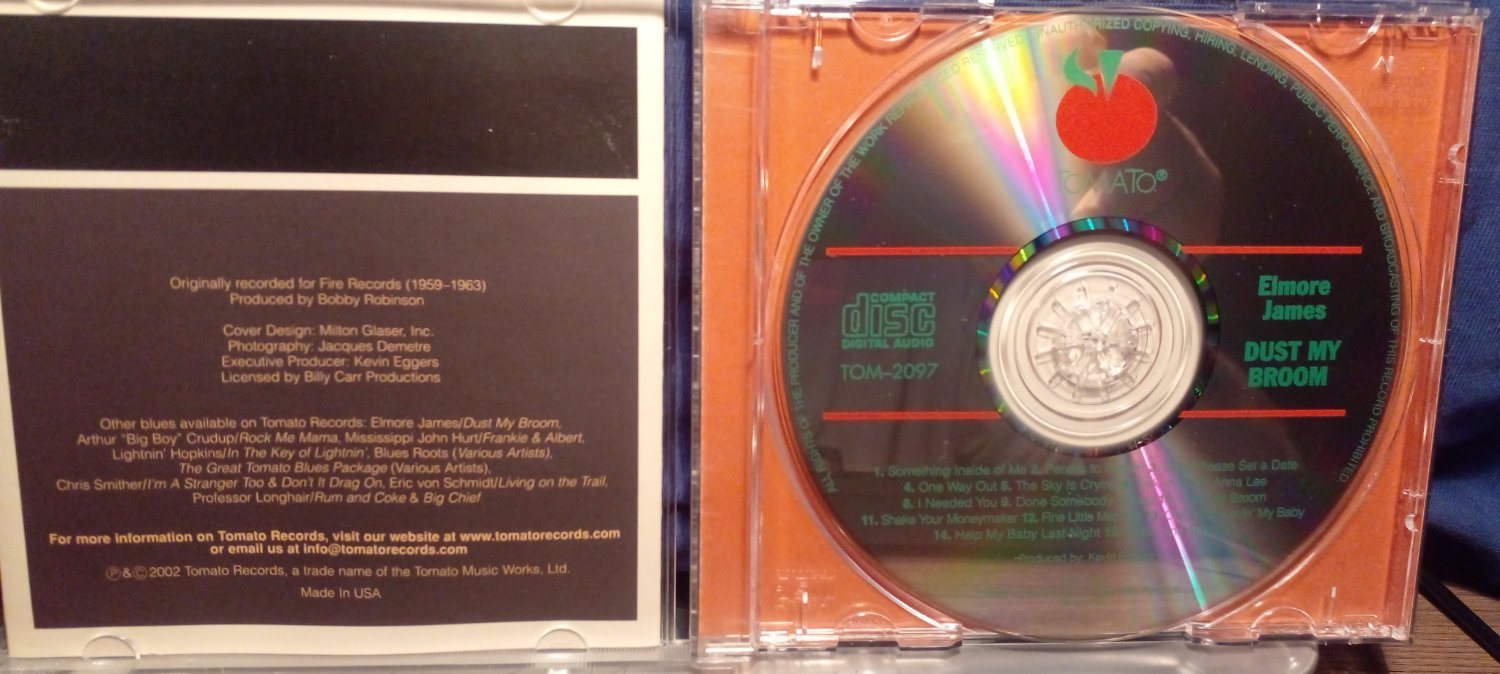 Originally recorded for Fire Records (1959–1963)
Produced by Bobby Robinson
Cover Design: Milton Glaser, Inc.
Photography: Jacques Demetre
Executive Producer: Kevin Eggers
Licensed by Billy Carr Productions
Other blues available on Tomato Records: Elmore James/Dust My Broom,
Arthur "Big Boy" Crudup/Rock Me Mama, Mississippi John Hurt/Frankie & Albert,
Lightnin' Hopkins/In The Key of Lightnin', Blues Roots (Various Artists),
The Great Tomato Blues Package (Various Artists),
Chris Smither/I'm A Stranger Too & Don't It Drag On, Eric von Schmidt/Living on the Trail,
Professor Longhair/Rum and Coke & Big Chief
For more information on Tomato Records, visit our website at www.tomatorecords.com
or email us at info@tomatorecords.com
℗&©2002 Tomato Records, a trade name of the Tomato Music Works, Ltd.
Made In USA
ALL RIGHTS OF THE PRODUCER AND OF THE OWNER OF THE WORK REPRODUCED RESERVED. UNAUTHORIZED COPYING, HIRING, LENDING, PUBLIC PERFORMANCE AND BROADCASTING OF THIS RECORD PROHIBITED
TOMATO®
COMPACT
disc
DIGITAL AUDIO
TOM–2097
Elmore
James
DUST MY
BROOM
1. Something Inside of Me 2. to Please Set a Date
4. One Way Out 5. The Sky Is Crying Anna Lee
8. I Needed You 9. Done Somebody Broom
11. Shake Your Moneymaker 12. Fine Little My Baby
14. Help My Baby Last Night
Produced by: Kevin